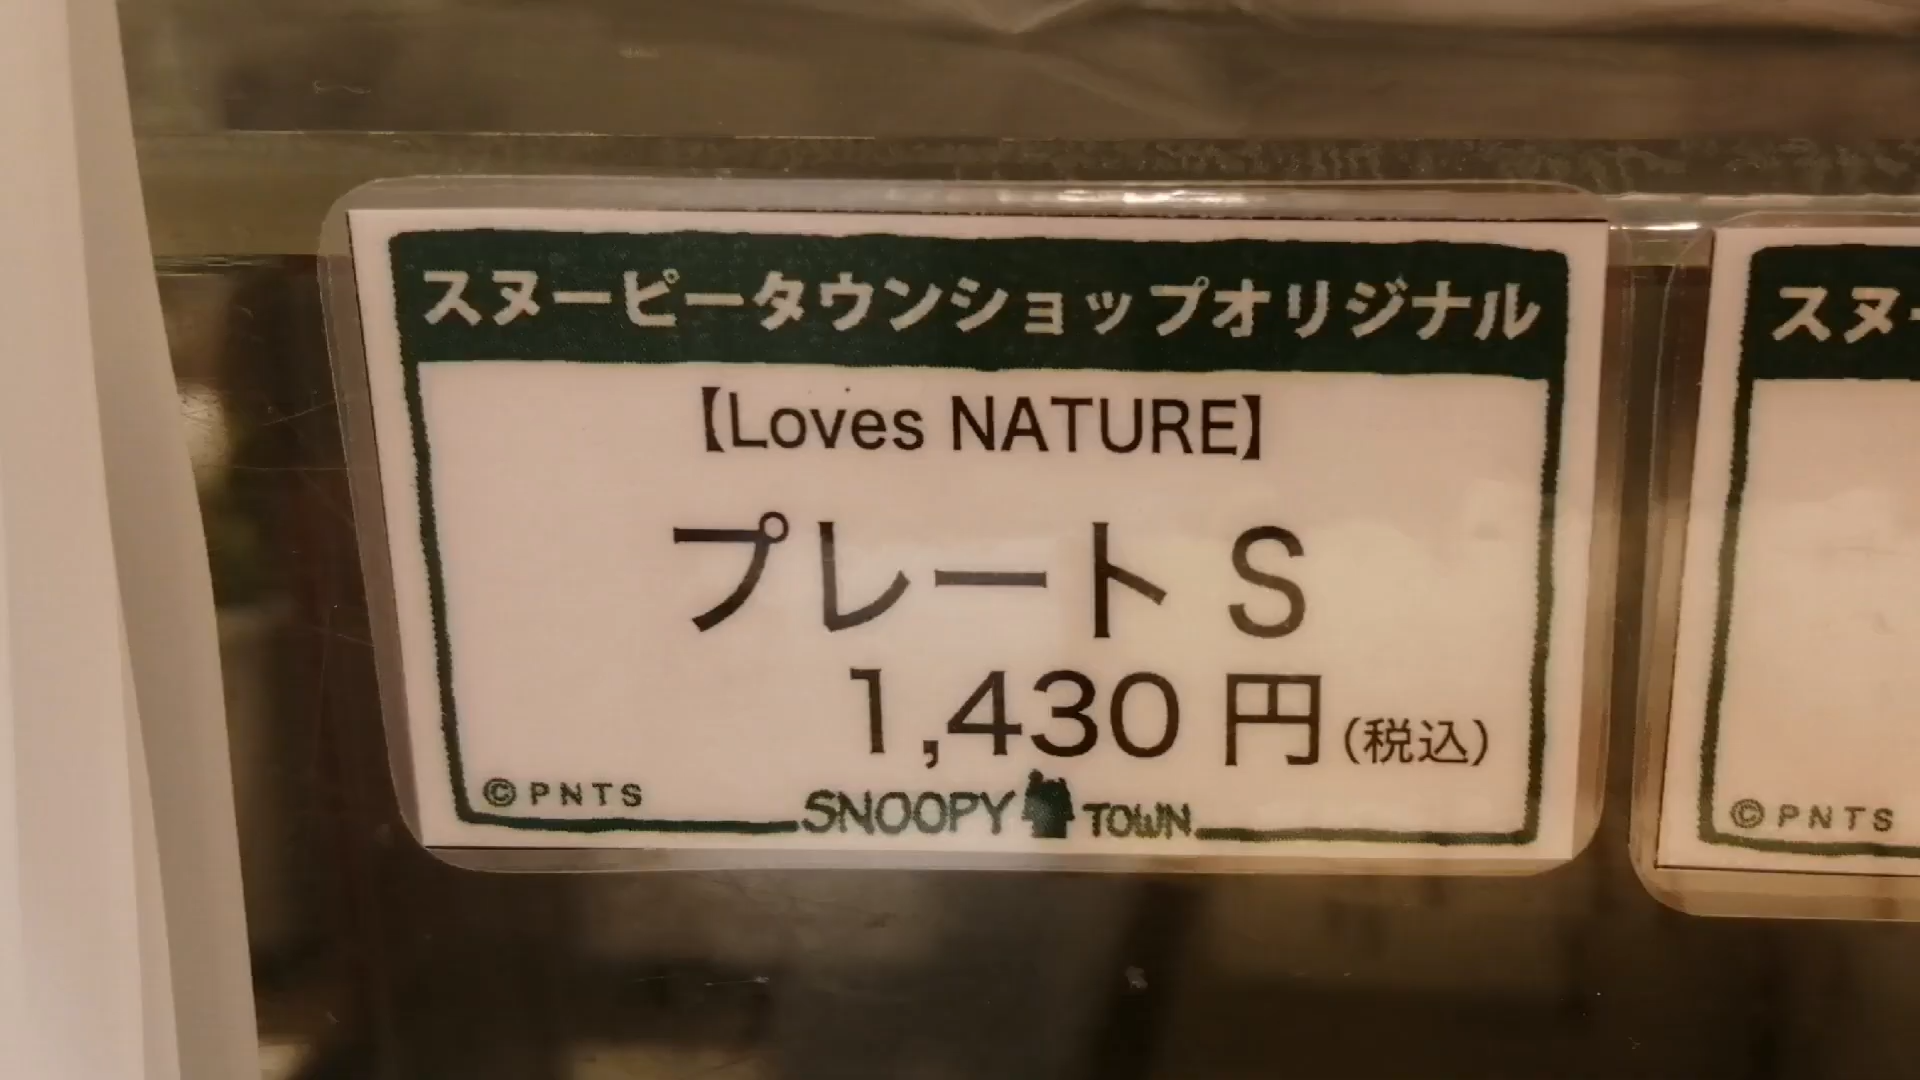 スヌーピータウンショップオリジナル
【Loves NATURE】
プレート S
1,430 円(税込)
©PNTS
SNOOPY TOWN
スヌー
©PNTS